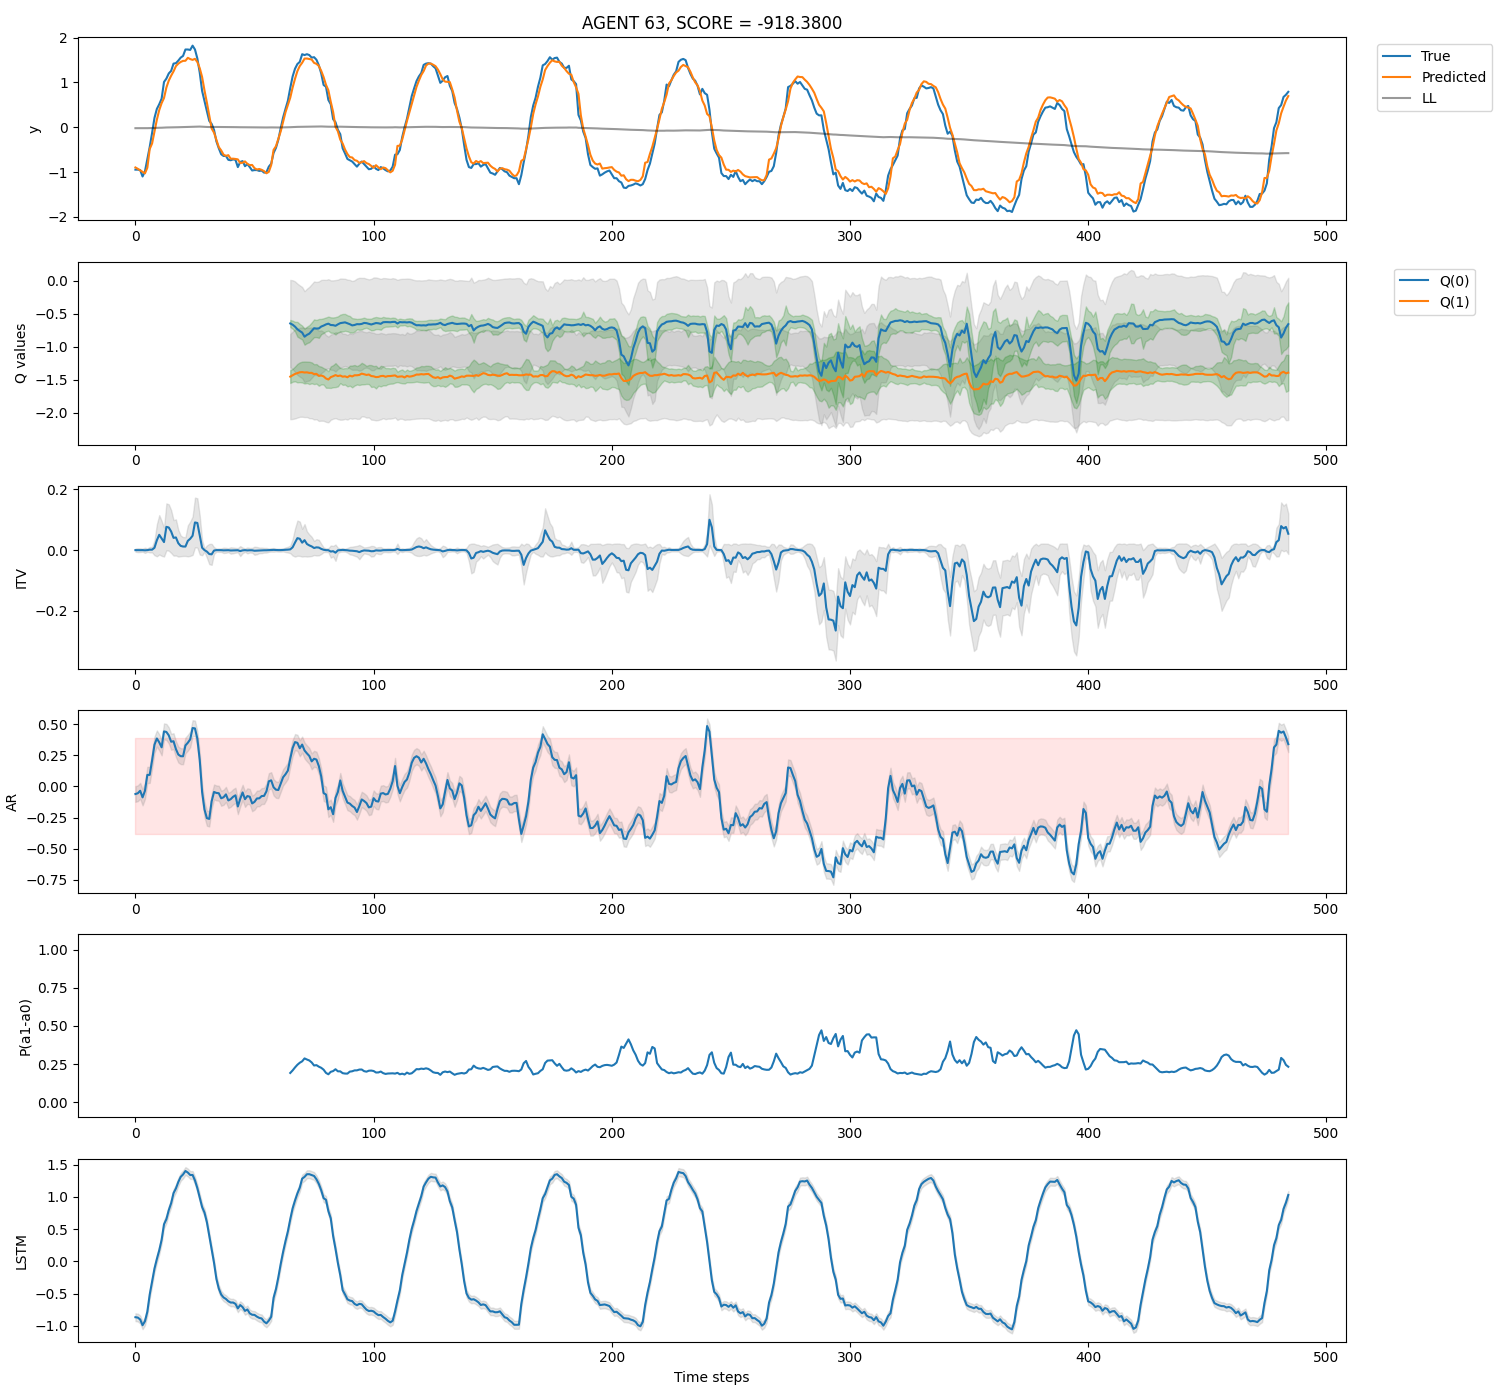 AGENT 63, SCORE = -918.3800
y
2
1
0
−1
−2
0 100 200 300 400 500
True
Predicted
LL
Q values
0.0
−0.5
−1.0
−1.5
−2.0
0 100 200 300 400 500
Q(0)
Q(1)
ITV
0.2
0.0
−0.2
0 100 200 300 400 500
AR
0.50
0.25
0.00
−0.25
−0.50
−0.75
0 100 200 300 400 500
P(a1-a0)
1.00
0.75
0.50
0.25
0.00
0 100 200 300 400 500
LSTM
1.5
1.0
0.5
0.0
−0.5
−1.0
0 100 200 300 400 500
Time steps